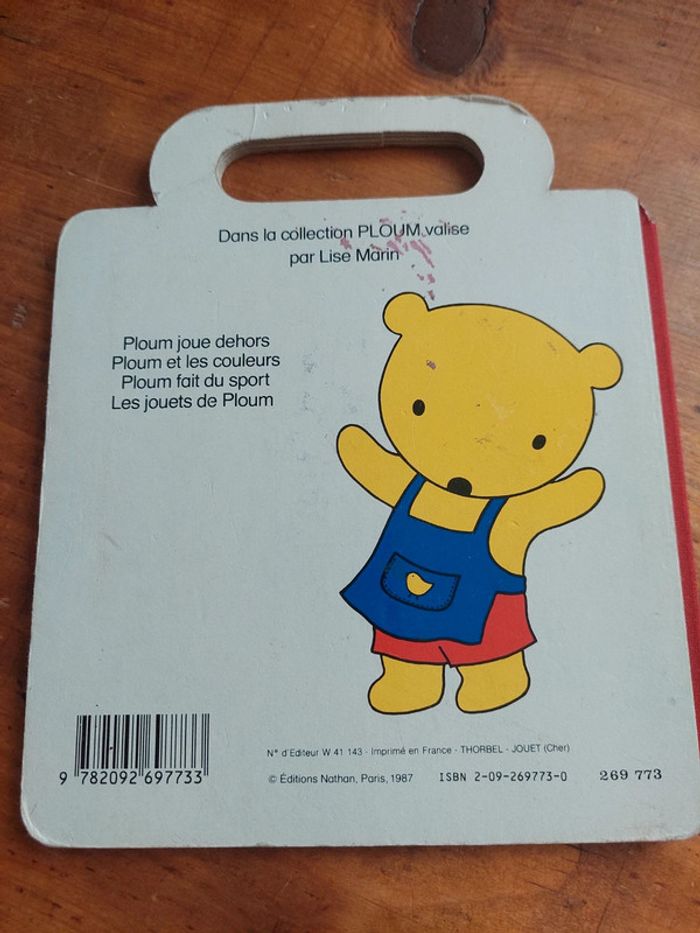 Dans la collection PLOUM valise
par Lise Marin
Ploum joue dehors
Ploum et les couleurs
Ploum fait du sport
Les jouets de Ploum
N° d'Editeur W 41 143 - Imprimé en France - THORBEL - JOUET (Cher)
9 782092 697733
© Éditions Nathan, Paris, 1987 ISBN 2-09-269773-0 269 773